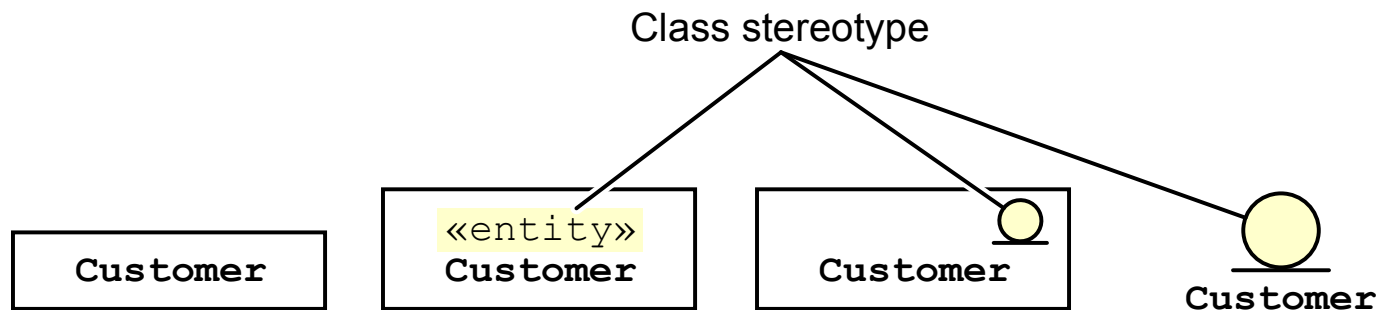 Class stereotype
Customer
«entity»
Customer
Customer
Customer